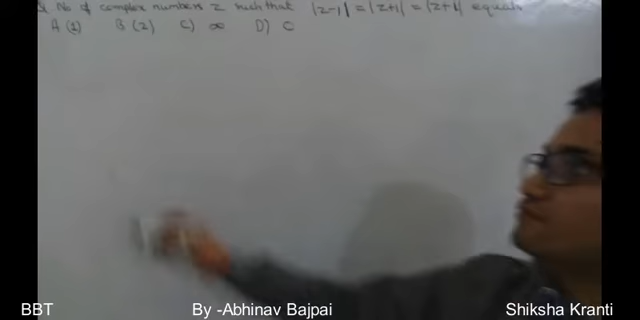 Q. No of complex numbers z such that |z-1| = |z+1| = |z+i| equals
A (1) B (2) C) ∞ D) 0
BBT By -Abhinav Bajpai Shiksha Kranti